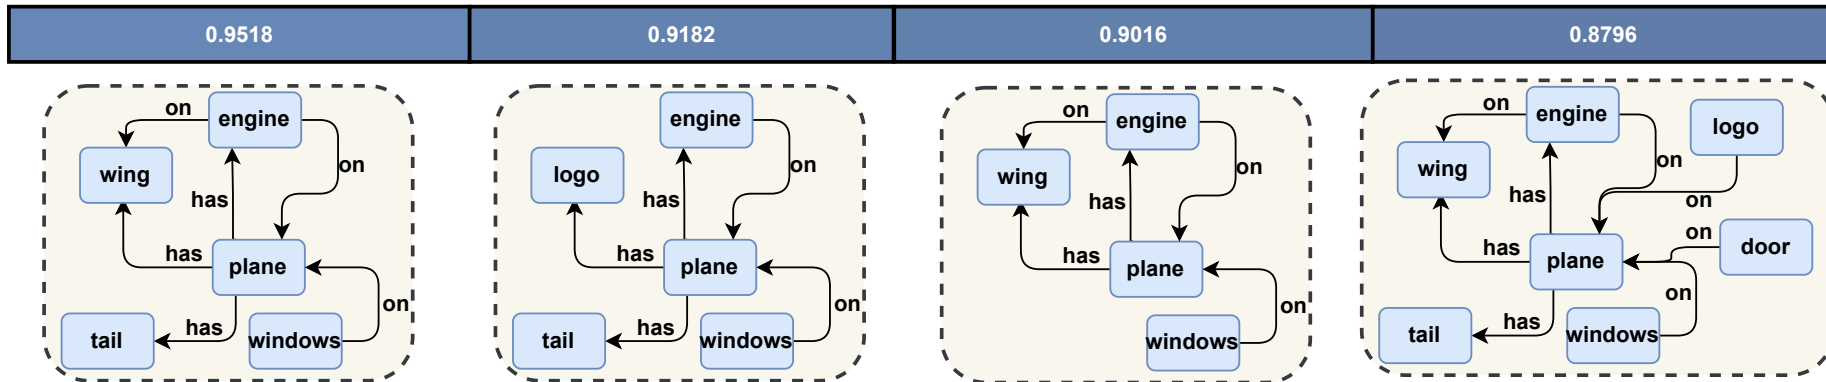 0.9518 0.9182 0.9016 0.8796
on engine on wing has has plane on has tail windows
engine on logo has has plane on has tail windows
on engine on wing has has plane on windows
on engine logo on wing has on on door has plane on has tail windows